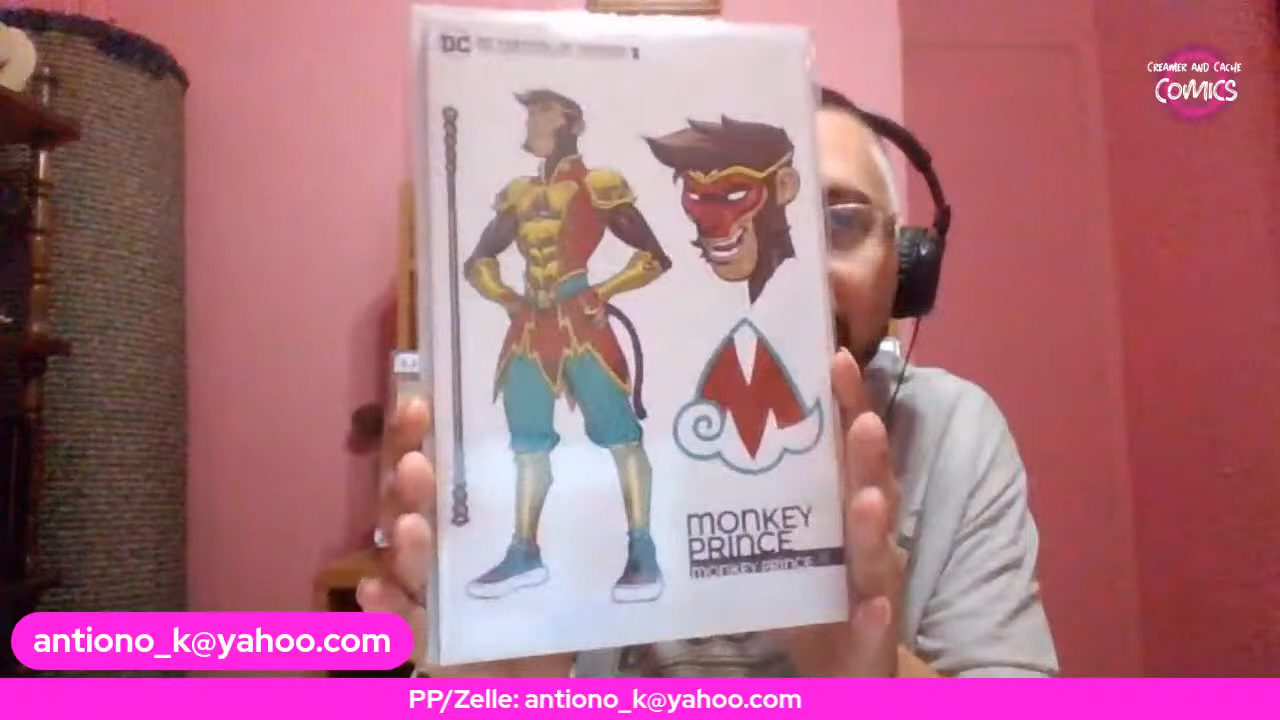 DC
CREAMER AND CACHE
COMICS
MONKEY
PRINCE
MONKEY PRINCE
antiono_k@yahoo.com
PP/Zelle: antiono_k@yahoo.com